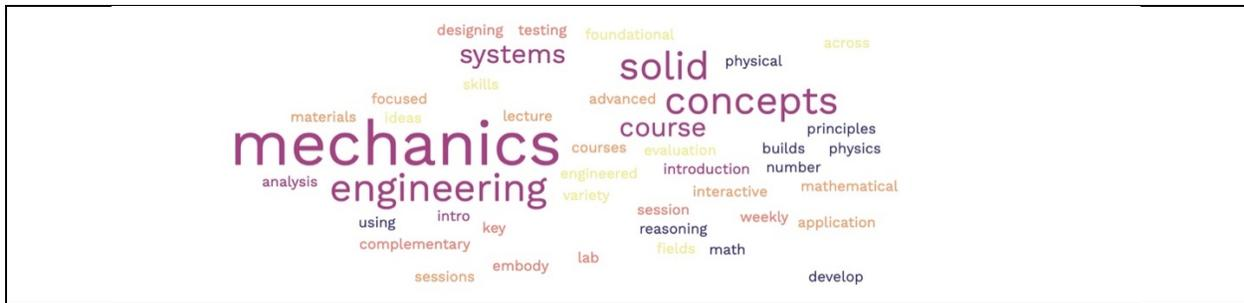 designing testing foundational
across
systems
solid physical
skills
focused advanced concepts
materials ideas lecture
course principles
mechanics courses evaluation builds physics
introduction number
engineered
analysis engineering variety interactive mathematical
session
using intro key weekly application
reasoning
complementary fields math
lab
embody
sessions develop